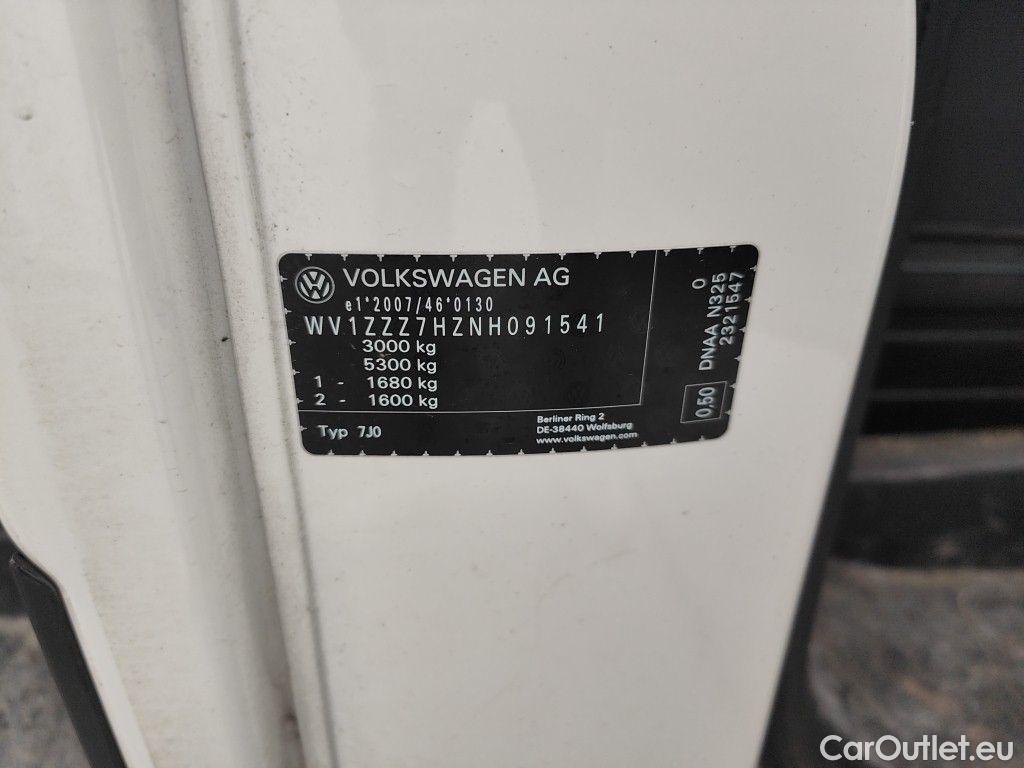 VOLKSWAGEN AG
e1*2007/46*0130
WV1ZZZ7HZNH091541
3000 kg
5300 kg
1 - 1680 kg
2 - 1600 kg
Typ 7J0
Berliner Ring 2
DE-38440 Wolfsburg
www.volkswagen.com
0,50
DNAA N325 0
2321547
CarOutlet.eu